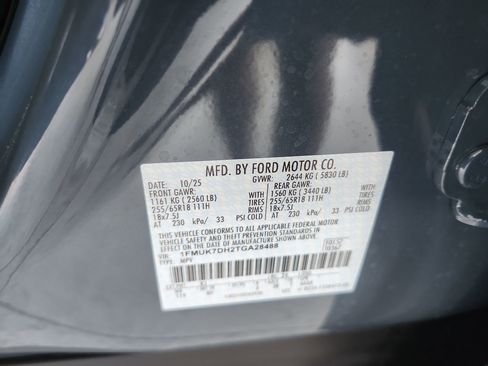 MFD. BY FORD MOTOR CO.
DATE: 10/25 GVWR: 2644 KG ( 5830 LB)
FRONT GAWR: REAR GAWR:
1161 KG ( 2560 LB) 1560 KG ( 3440 LB)
255/65R18 111H TIRES 255/65R18 111H TIRES
18x7.5J 18x7.5J
AT 230 kPa/ 33 PSI COLD AT 230 kPa/ 33 PSI COLD
THIS VEHICLE CONFORMS TO ALL APPLICABLE FEDERAL MOTOR
VEHICLE SAFETY AND THEFT PREVENTION STANDARDS IN EFFECT ON THE DATE OF MANUFACTURE SHOWN ABOVE.
VIN: 1FMUK7DH2TGA28488
TYPE: MPV